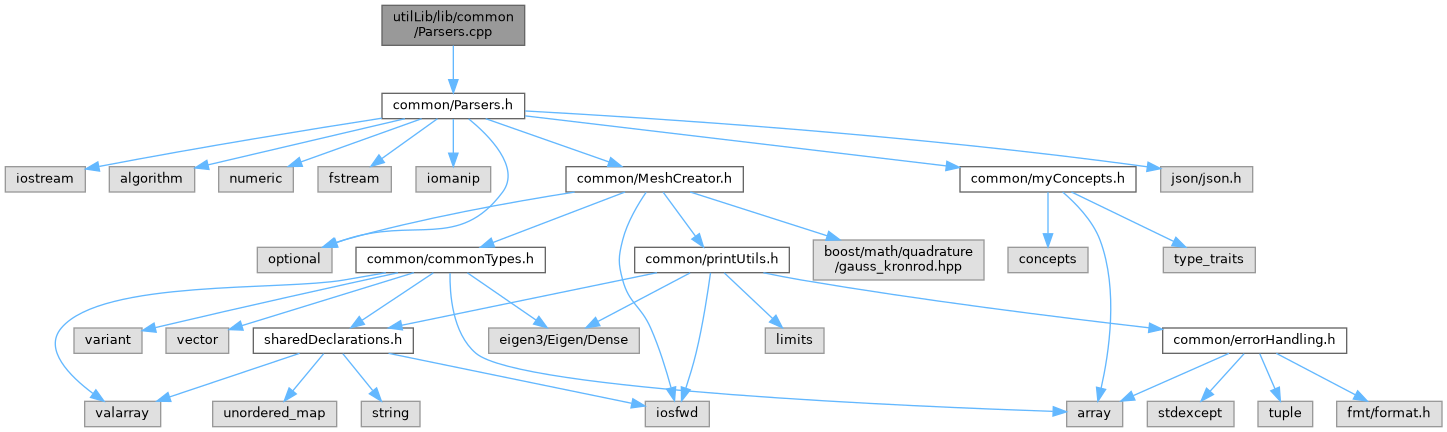 utilLib/lib/common
/Parsers.cpp
common/Parsers.h
iostream
algorithm
numeric
fstream
iomanip
common/MeshCreator.h
common/myConcepts.h
json/json.h
optional
common/commonTypes.h
common/printUtils.h
boost/math/quadrature
/gauss_kronrod.hpp
concepts
type_traits
variant
vector
sharedDeclarations.h
eigen3/Eigen/Dense
limits
common/errorHandling.h
valarray
unordered_map
string
iosfwd
array
stdexcept
tuple
fmt/format.h